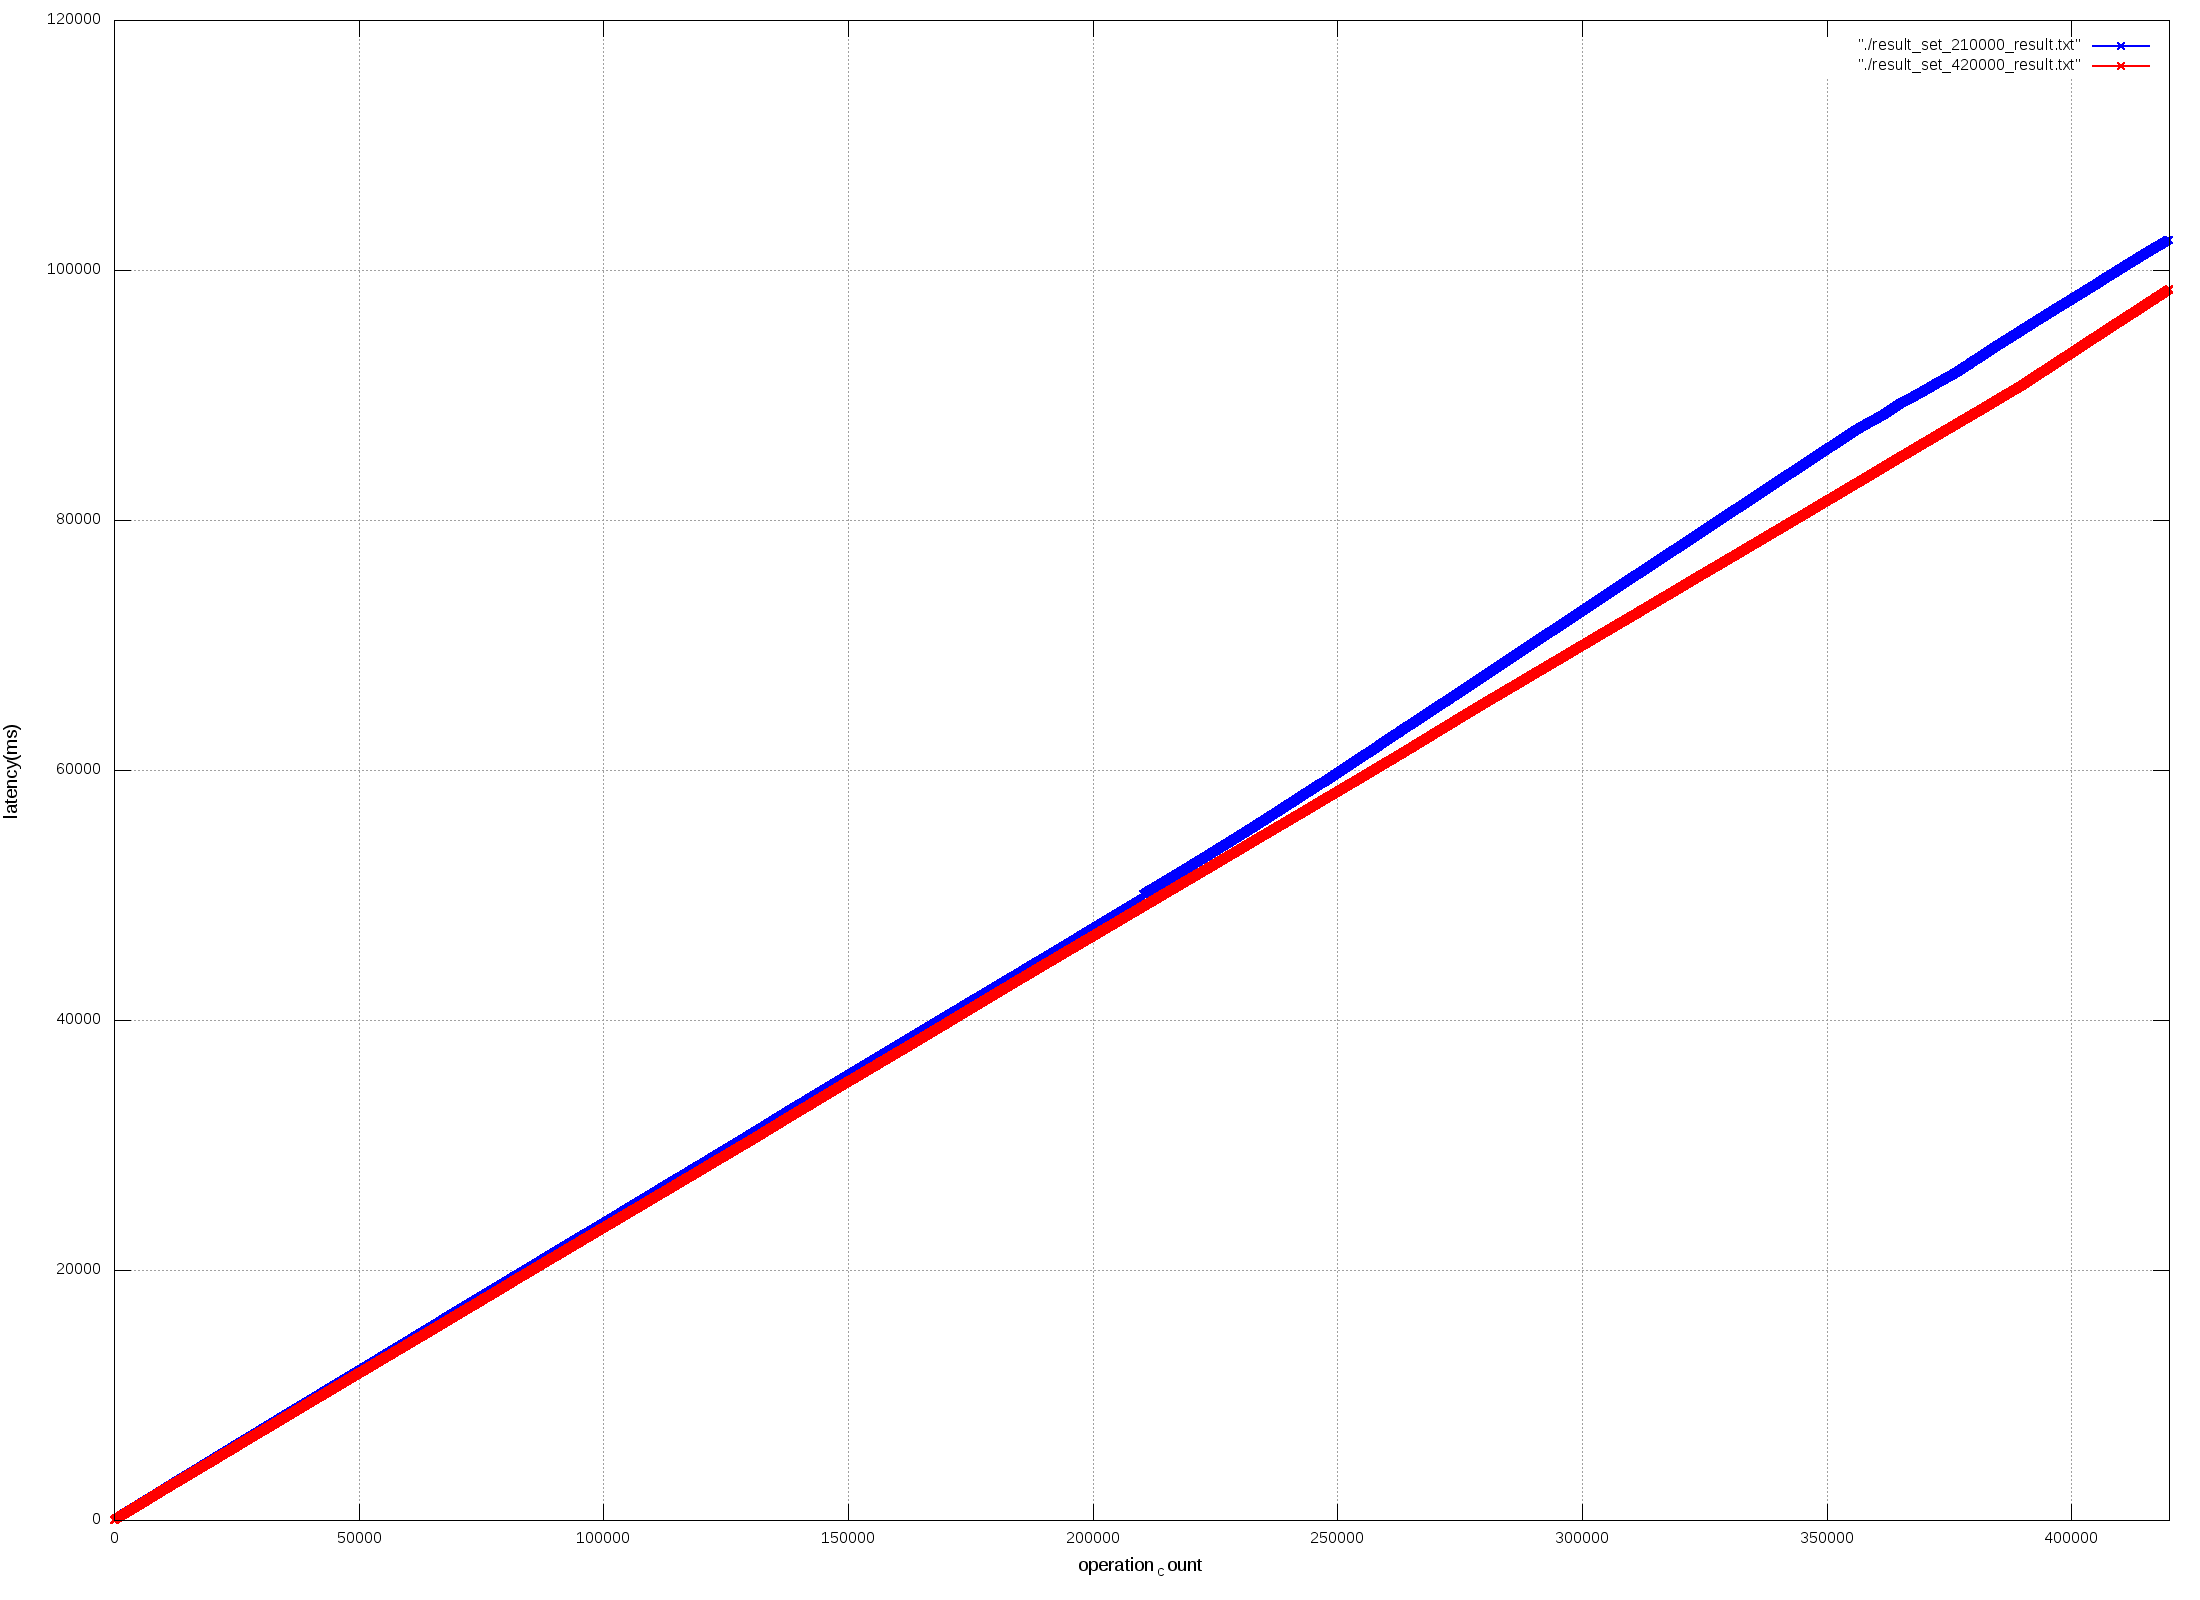 120000
100000
80000
60000
40000
20000
0
0 50000 100000 150000 200000 250000 300000 350000 400000
latency(ms)
operation count
"./result_set_210000_result.txt"
"./result_set_420000_result.txt"